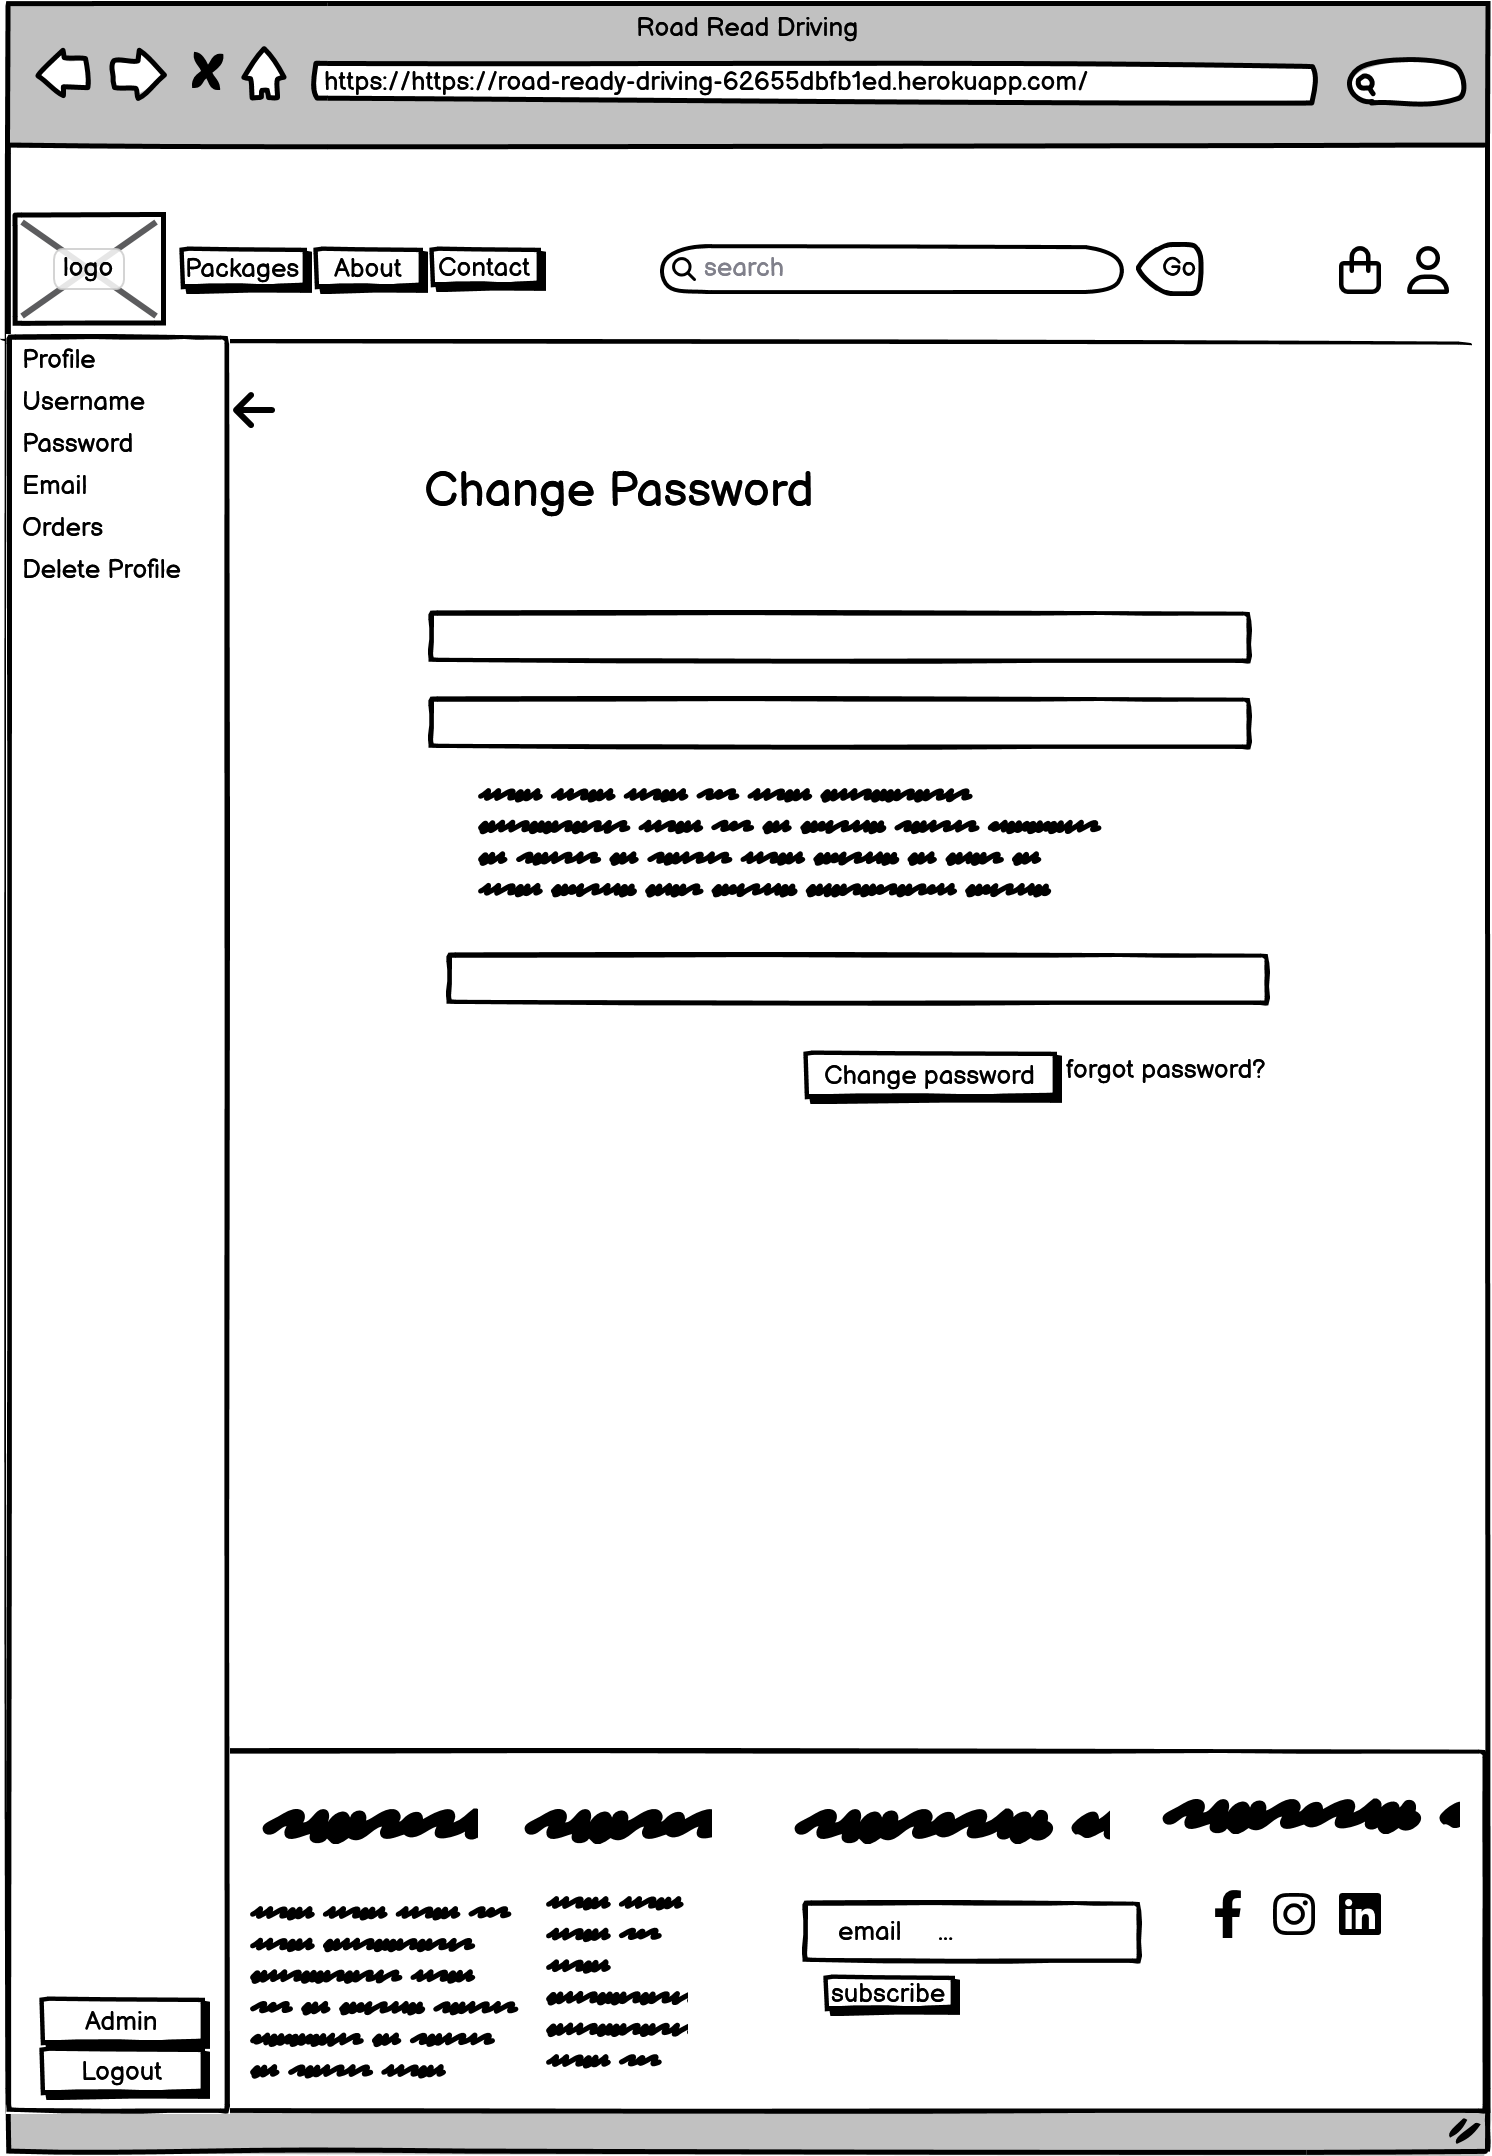 Road Read Driving
https://https://road-ready-driving-62655dbfb1ed.herokuapp.com/
logo
Packages
About
Contact
search
Go
Profile
Username
Password
Email
Orders
Delete Profile
Change Password
Change password
forgot password?
email ...
subscribe
Admin
Logout